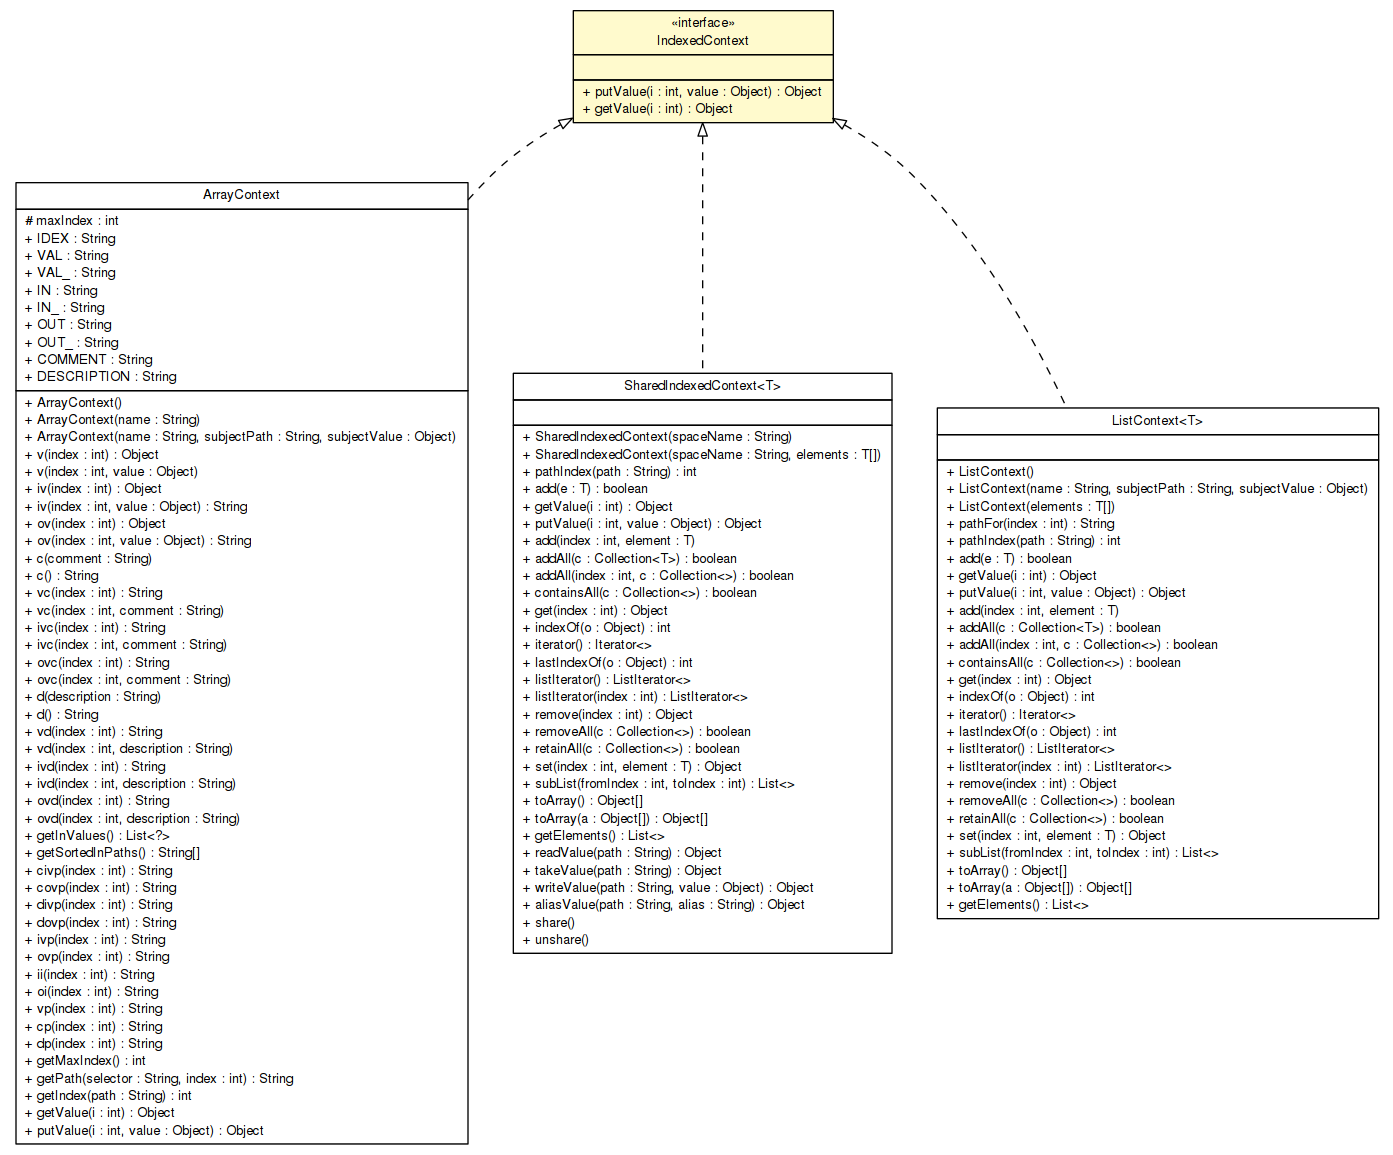 «interface»
IndexedContext
+ putValue(i : int, value : Object) : Object
+ getValue(i : int) : Object
ArrayContext
# maxIndex : int
+ IDEX : String
+ VAL : String
+ VAL_ : String
+ IN : String
+ IN_ : String
+ OUT : String
+ OUT_ : String
+ COMMENT : String
+ DESCRIPTION : String
+ ArrayContext()
+ ArrayContext(name : String)
+ ArrayContext(name : String, subjectPath : String, subjectValue : Object)
+ v(index : int) : Object
+ v(index : int, value : Object)
+ iv(index : int) : Object
+ iv(index : int, value : Object) : String
+ ov(index : int) : Object
+ ov(index : int, value : Object) : String
+ c(comment : String)
+ c() : String
+ vc(index : int) : String
+ vc(index : int, comment : String)
+ ivc(index : int) : String
+ ivc(index : int, comment : String)
+ ovc(index : int) : String
+ ovc(index : int, comment : String)
+ d(description : String)
+ d() : String
+ vd(index : int) : String
+ vd(index : int, description : String)
+ ivd(index : int) : String
+ ivd(index : int, description : String)
+ ovd(index : int) : String
+ ovd(index : int, description : String)
+ getInValues() : List<?>
+ getSortedInPaths() : String[]
+ civp(index : int) : String
+ covp(index : int) : String
+ divp(index : int) : String
+ dovp(index : int) : String
+ ivp(index : int) : String
+ ovp(index : int) : String
+ ii(index : int) : String
+ oi(index : int) : String
+ vp(index : int) : String
+ cp(index : int) : String
+ dp(index : int) : String
+ getMaxIndex() : int
+ getPath(selector : String, index : int) : String
+ getIndex(path : String) : int
+ getValue(i : int) : Object
+ putValue(i : int, value : Object) : Object
SharedIndexedContext<T>
+ SharedIndexedContext(spaceName : String)
+ SharedIndexedContext(spaceName : String, elements : T[])
+ pathIndex(path : String) : int
+ add(e : T) : boolean
+ getValue(i : int) : Object
+ putValue(i : int, value : Object) : Object
+ add(index : int, element : T)
+ addAll(c : Collection<T>) : boolean
+ addAll(index : int, c : Collection<>) : boolean
+ containsAll(c : Collection<>) : boolean
+ get(index : int) : Object
+ indexOf(o : Object) : int
+ iterator() : Iterator<>
+ lastIndexOf(o : Object) : int
+ listIterator() : ListIterator<>
+ listIterator(index : int) : ListIterator<>
+ remove(index : int) : Object
+ removeAll(c : Collection<>) : boolean
+ retainAll(c : Collection<>) : boolean
+ set(index : int, element : T) : Object
+ subList(fromIndex : int, toIndex : int) : List<>
+ toArray() : Object[]
+ toArray(a : Object[]) : Object[]
+ getElements() : List<>
+ readValue(path : String) : Object
+ takeValue(path : String) : Object
+ writeValue(path : String, value : Object) : Object
+ aliasValue(path : String, alias : String) : Object
+ share()
+ unshare()
ListContext<T>
+ ListContext()
+ ListContext(name : String, subjectPath : String, subjectValue : Object)
+ ListContext(elements : T[])
+ pathFor(index : int) : String
+ pathIndex(path : String) : int
+ add(e : T) : boolean
+ getValue(i : int) : Object
+ putValue(i : int, value : Object) : Object
+ add(index : int, element : T)
+ addAll(c : Collection<T>) : boolean
+ addAll(index : int, c : Collection<>) : boolean
+ containsAll(c : Collection<>) : boolean
+ get(index : int) : Object
+ indexOf(o : Object) : int
+ iterator() : Iterator<>
+ lastIndexOf(o : Object) : int
+ listIterator() : ListIterator<>
+ listIterator(index : int) : ListIterator<>
+ remove(index : int) : Object
+ removeAll(c : Collection<>) : boolean
+ retainAll(c : Collection<>) : boolean
+ set(index : int, element : T) : Object
+ subList(fromIndex : int, toIndex : int) : List<>
+ toArray() : Object[]
+ toArray(a : Object[]) : Object[]
+ getElements() : List<>